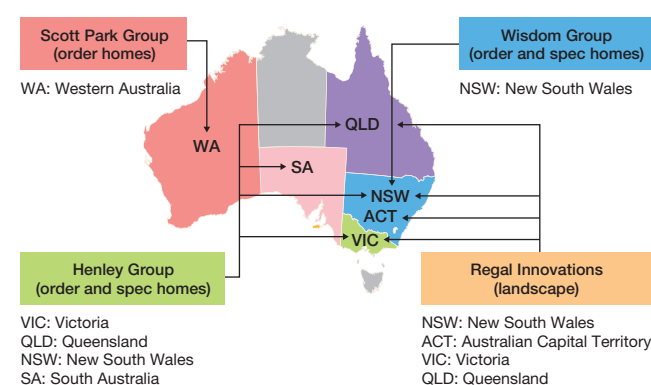 Scott Park Group
(order homes)
WA: Western Australia
Wisdom Group
(order and spec homes)
NSW: New South Wales
QLD
WA
SA
NSW
ACT
VIC
Henley Group
(order and spec homes)
VIC: Victoria
QLD: Queensland
NSW: New South Wales
SA: South Australia
Regal Innovations
(landscape)
NSW: New South Wales
ACT: Australian Capital Territory
VIC: Victoria
QLD: Queensland